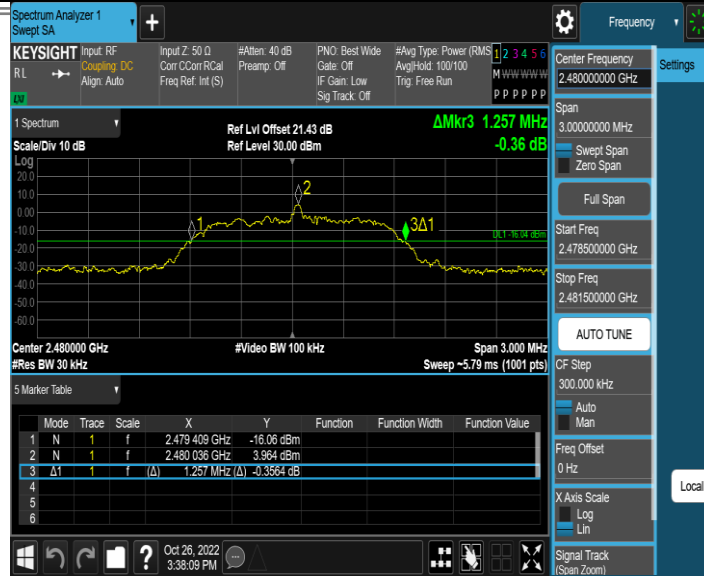 Spectrum Analyzer 1
Swept SA
+
Frequency
KEYSIGHT
RL
Input: RF
Coupling: DC
Align: Auto
Input Z: 50 Ω
Corr CCorr RCal
Freq Ref: Int (S)
#Atten: 40 dB
Preamp: Off
PNO: Best Wide
Gate: Off
IF Gain: Low
Sig Track: Off
#Avg Type: Power (RMS
Avg|Hold: 100/100
Trig: Free Run
1 2 3 4 5 6
M W W W W W
P P P P P P
1 Spectrum
Scale/Div 10 dB
Ref Lvl Offset 21.43 dB
Ref Level 30.00 dBm
ΔMkr3 1.257 MHz
-0.36 dB
Log
20.0
10.0
0.00
-10.0
-20.0
-30.0
-40.0
-50.0
-60.0
1
2
3Δ1
DL1 -16.04 dBm
Center 2.480000 GHz
#Res BW 30 kHz
#Video BW 100 kHz
Span 3.000 MHz
Sweep ~5.79 ms (1001 pts)
5 Marker Table
Mode Trace Scale X Y Function Function Width Function Value
1 N 1 f 2.479 409 GHz -16.06 dBm
2 N 1 f 2.480 036 GHz 3.964 dBm
3 Δ1 1 f (Δ) 1.257 MHz (Δ) -0.3564 dB
4
5
6
?
Oct 26, 2022
3:38:09 PM
Center Frequency
2.480000000 GHz
Span
3.00000000 MHz
Swept Span
Zero Span
Full Span
Start Freq
2.478500000 GHz
Stop Freq
2.481500000 GHz
AUTO TUNE
CF Step
300.000 kHz
Auto
Man
Freq Offset
0 Hz
X Axis Scale
Log
Lin
Signal Track
(Span Zoom)
Settings
Local